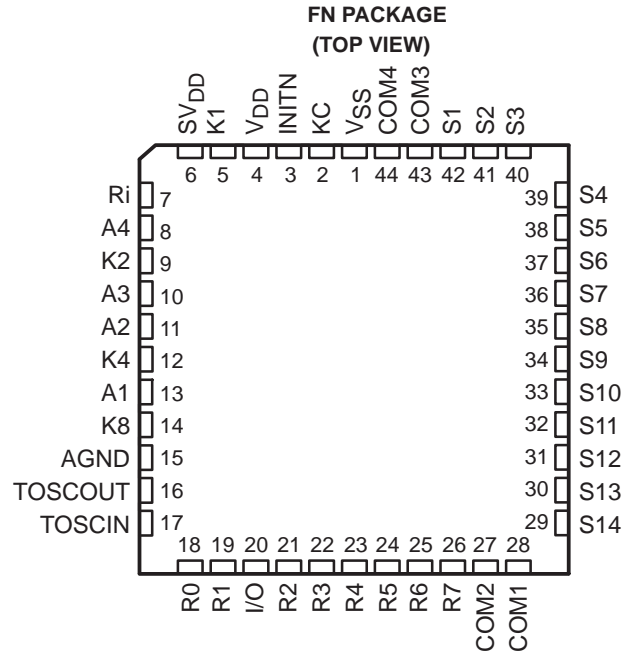 FN PACKAGE
(TOP VIEW)
SVDD
K1
VDD
INITN
KC
VSS
COM4
COM3
S1
S2
S3
6 5 4 3 2 1 44 43 42 41 40
Ri 7 39 S4
A4 8 38 S5
K2 9 37 S6
A3 10 36 S7
A2 11 35 S8
K4 12 34 S9
A1 13 33 S10
K8 14 32 S11
AGND 15 31 S12
TOSCOUT 16 30 S13
TOSCIN 17 29 S14
18 19 20 21 22 23 24 25 26 27 28
R0
R1
I/O
R2
R3
R4
R5
R6
R7
COM2
COM1